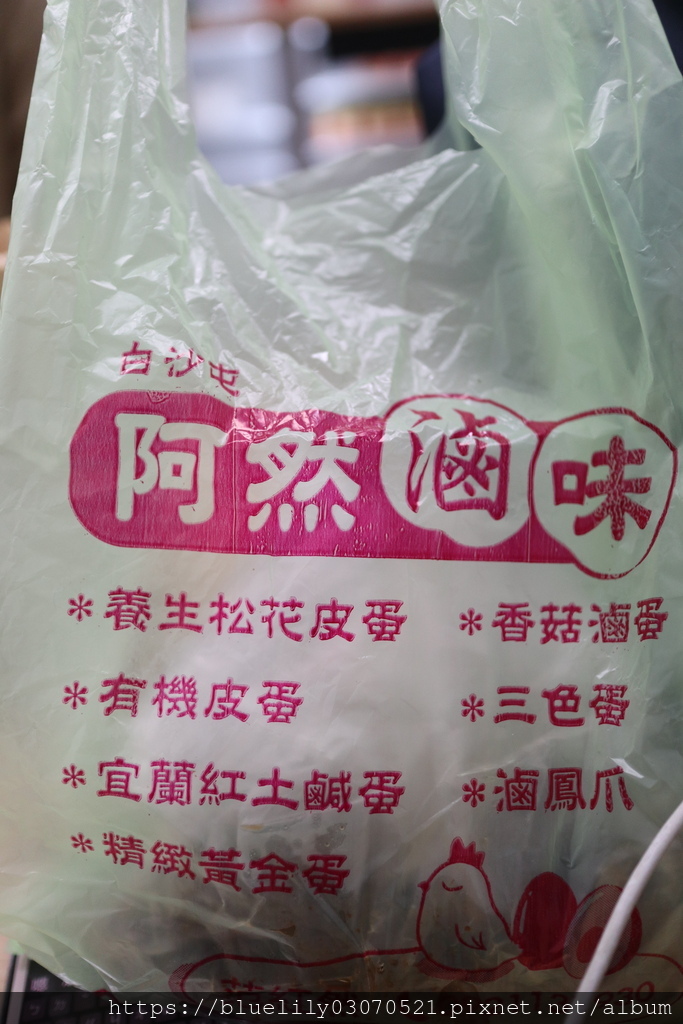 白沙屯
阿然滷味
*養生松花皮蛋
*香菇滷蛋
*有機皮蛋
*三色蛋
*宜蘭紅土鹹蛋
*滷鳳爪
*精緻黃金蛋
https://bluelily03070521.pixnet.net/album